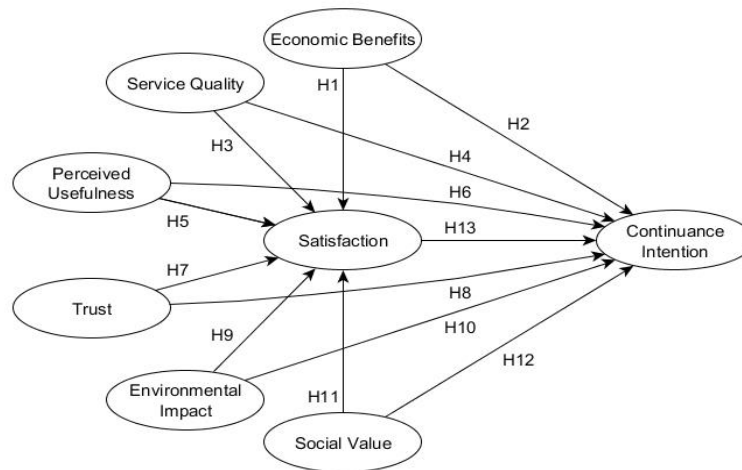 Economic Benefits
Service Quality
H1
H2
H3
H4
Perceived
Usefulness
H6
H5
Satisfaction
H13
Continuance
Intention
H7
Trust
H8
H9
H10
H12
Environmental
Impact
H11
Social Value